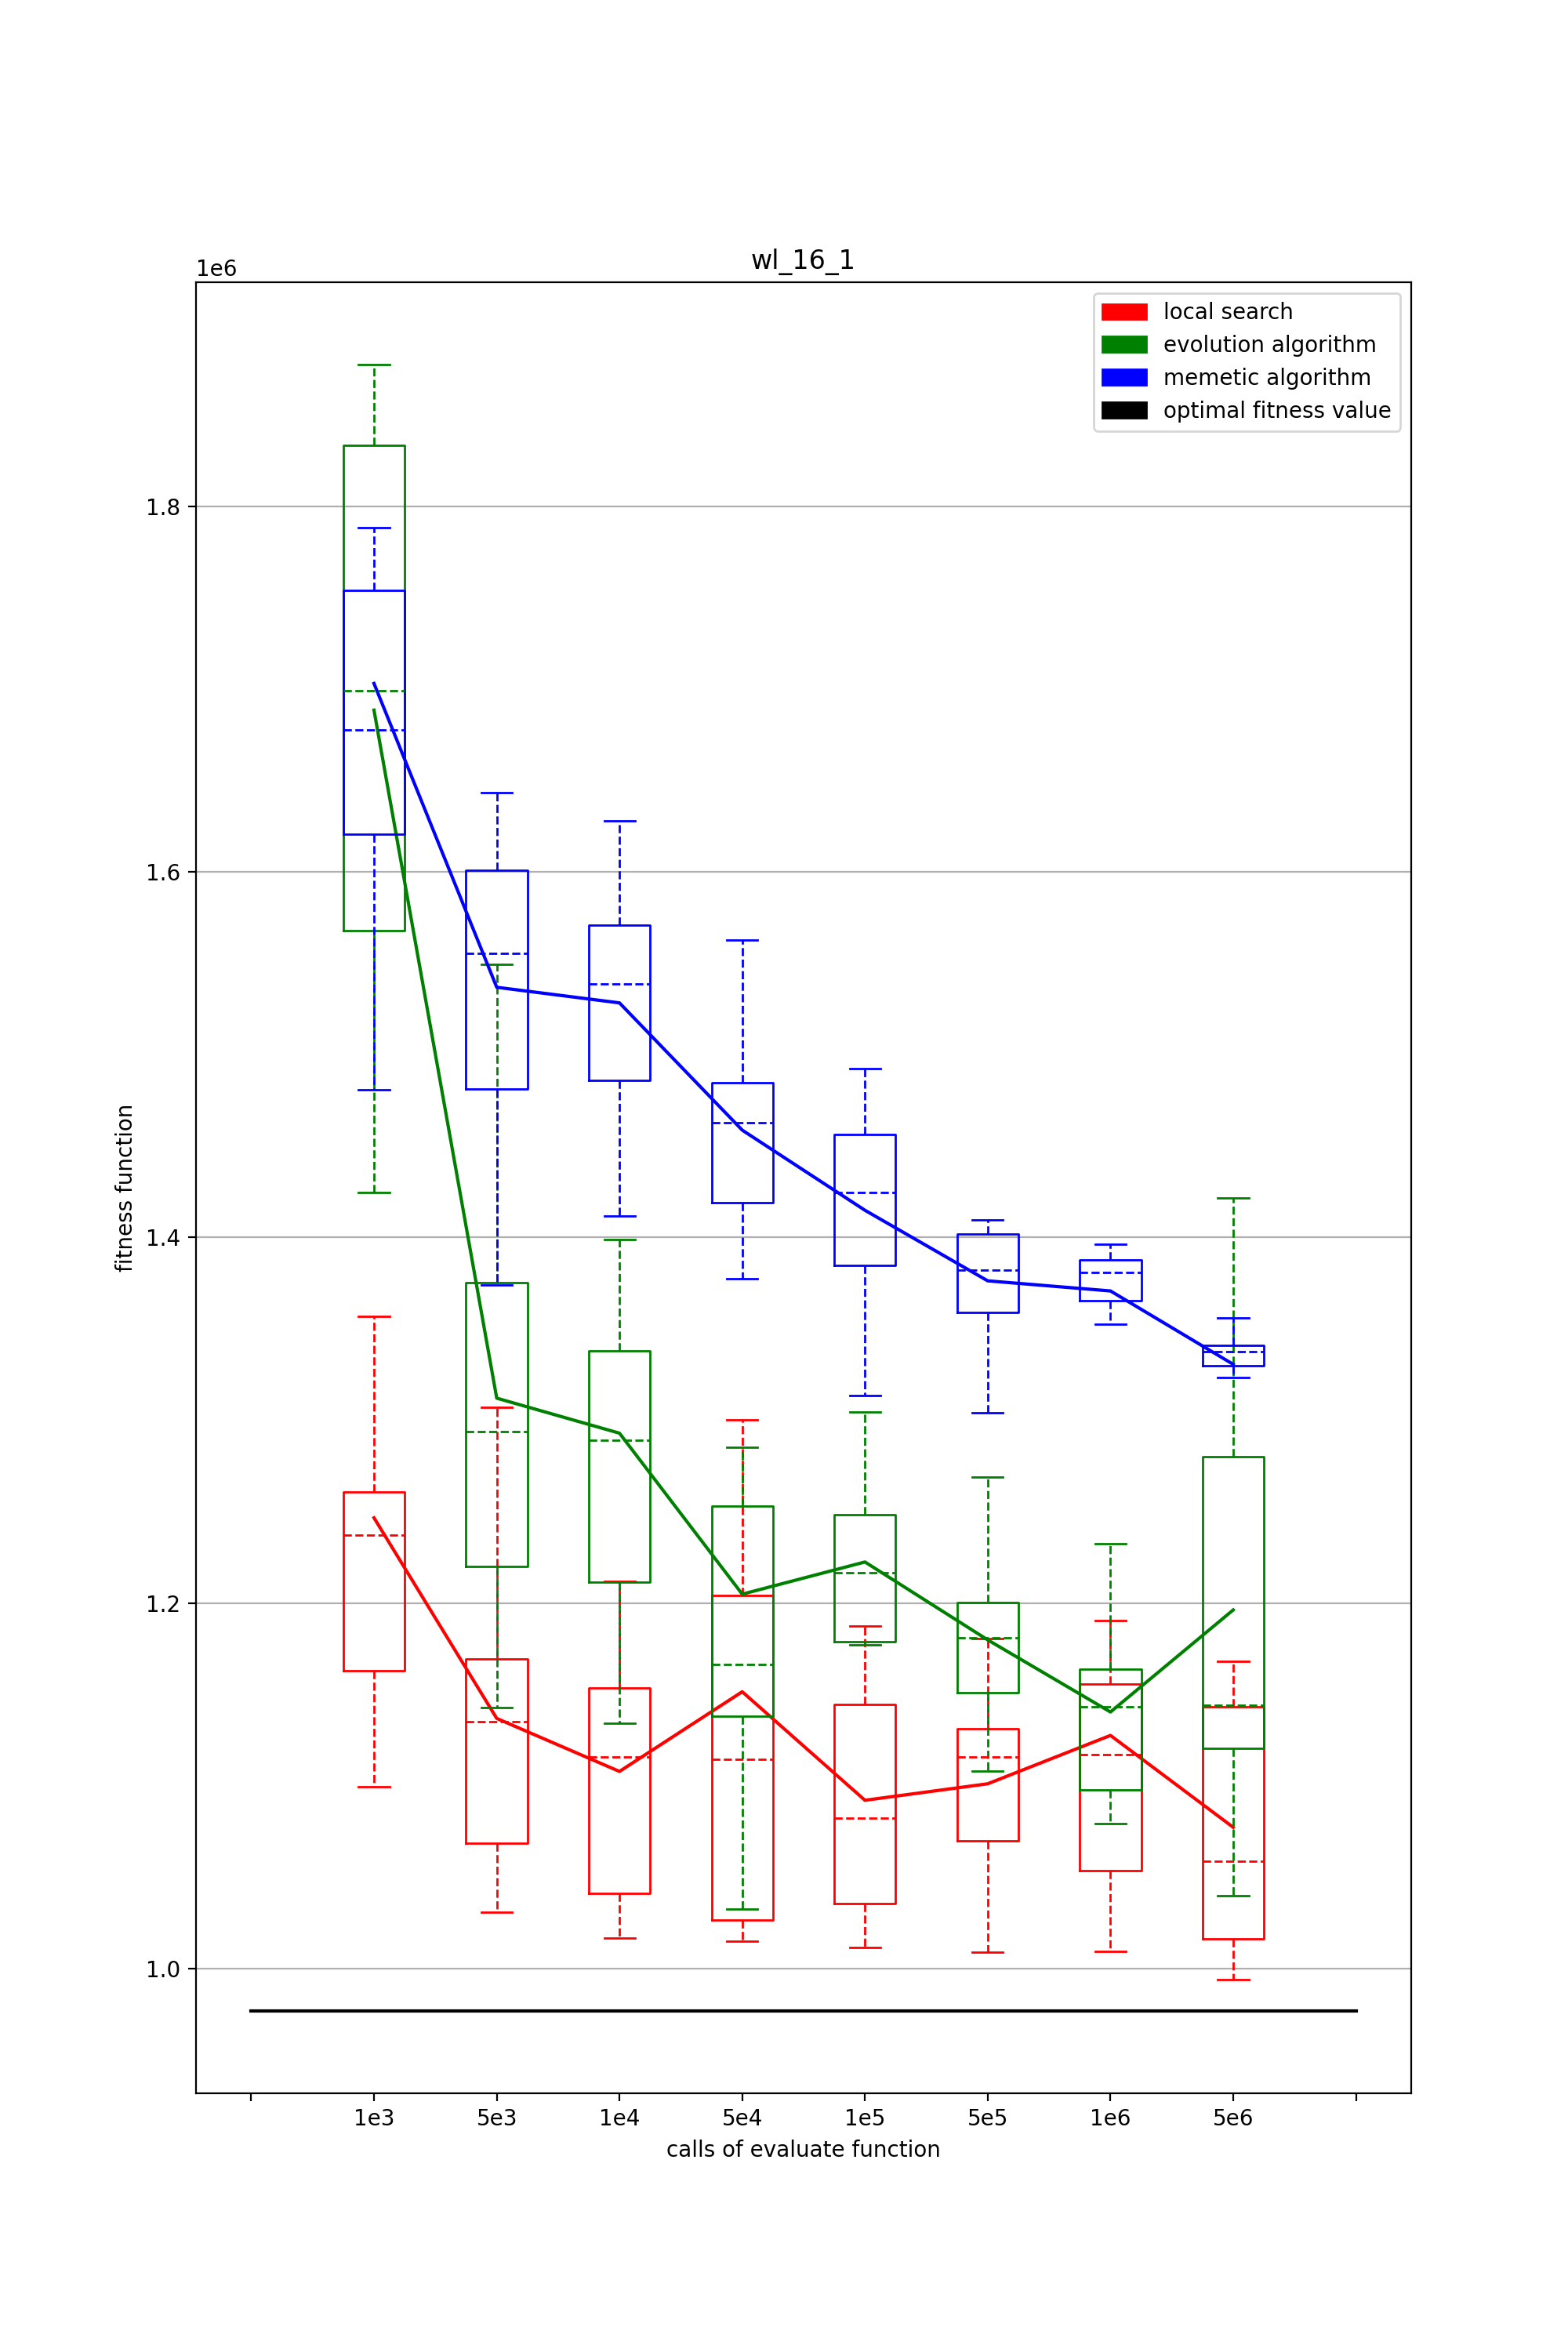 wl_16_1
1e6
local search
evolution algorithm
memetic algorithm
optimal fitness value
1.8
1.6
1.4
1.2
1.0
fitness function
1e3 5e3 1e4 5e4 1e5 5e5 1e6 5e6
calls of evaluate function